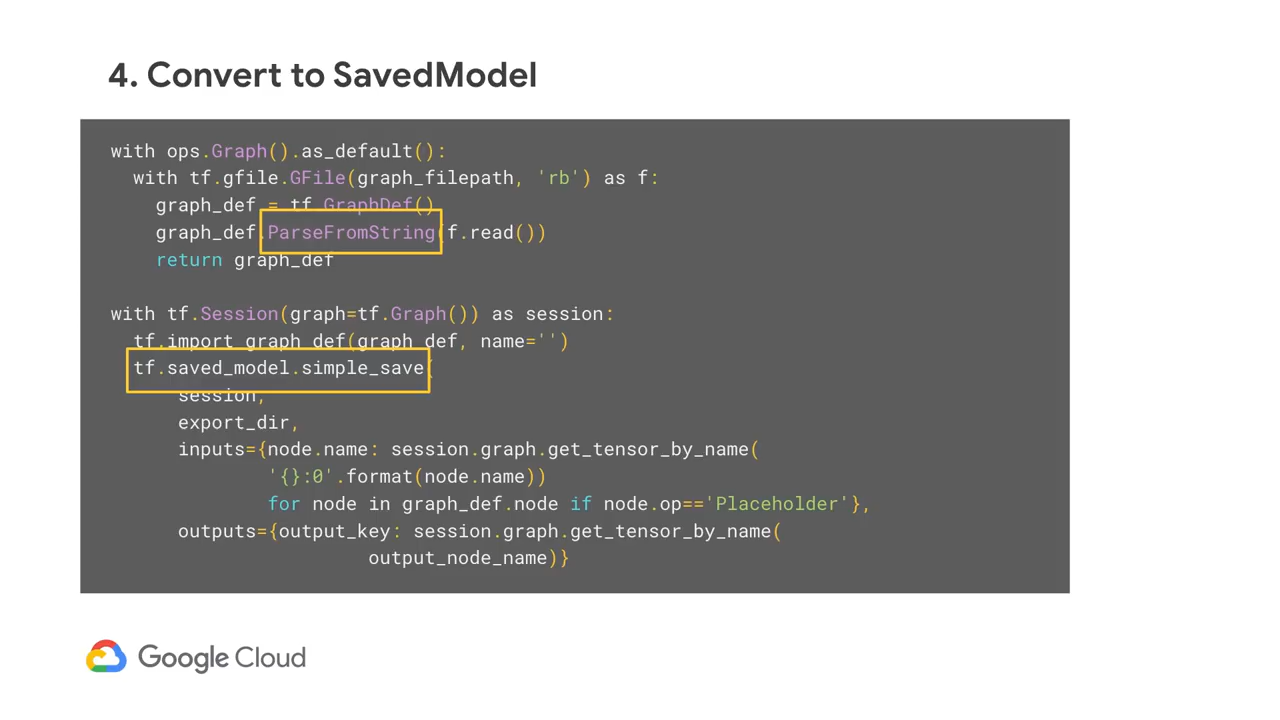 4. Convert to SavedModel
with ops.Graph().as_default():
with tf.gfile.GFile(graph_filepath, 'rb') as f:
graph_def = tf.GraphDef()
graph_def.ParseFromString(f.read())
return graph_def
with tf.Session(graph=tf.Graph()) as session:
tf.import_graph_def(graph_def, name='')
tf.saved_model.simple_save(
session,
export_dir,
inputs={node.name: session.graph.get_tensor_by_name(
'{}:0'.format(node.name))
for node in graph_def.node if node.op=='Placeholder'},
outputs={output_key: session.graph.get_tensor_by_name(
output_node_name)}
Google Cloud